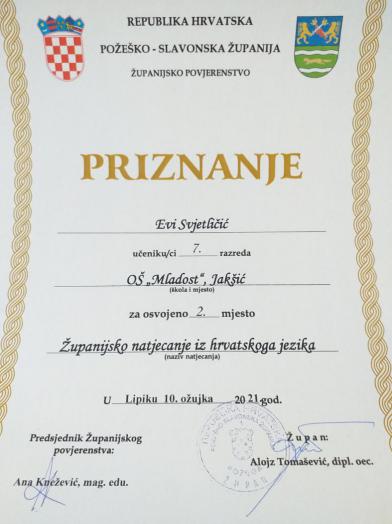 REPUBLIKA HRVATSKA
POŽEŠKO - SLAVONSKA ŽUPANIJA
ŽUPANIJSKO POVJERENSTVO
PRIZNANJE
Evi Svjetličić
učeniku/ci 7. razreda
OŠ „Mladost“, Jakšić
(škola i mjesto)
za osvojeno 2. mjesto
Županijsko natjecanje iz hrvatskoga jezika
(naziv natjecanja)
U Lipiku 10. ožujka 2021.god.
Predsjednik Županijskog
povjerenstva:
Ana Knežević, mag. edu.
Župan:
Alojz Tomašević, dipl. oec.